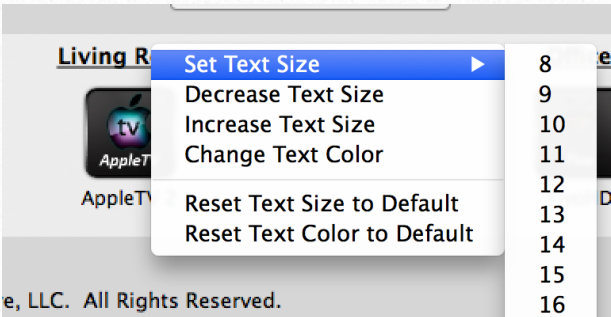 Living R
Set Text Size
Decrease Text Size
Increase Text Size
Change Text Color
Reset Text Size to Default
Reset Text Color to Default
8
9
10
11
12
13
14
15
16
tv
AppleT
AppleTV
e, LLC. All Rights Reserved.